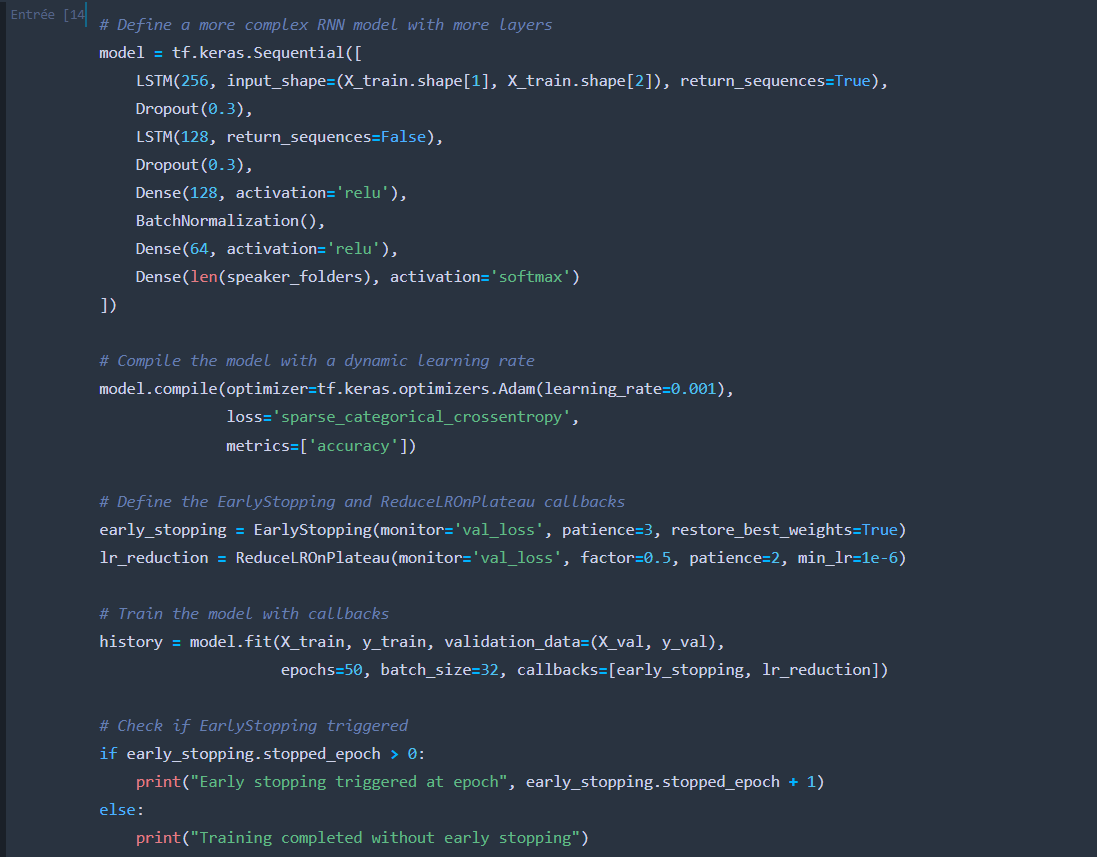 Entrée [14
# Define a more complex RNN model with more layers
model = tf.keras.Sequential([
    LSTM(256, input_shape=(X_train.shape[1], X_train.shape[2]), return_sequences=True),
    Dropout(0.3),
    LSTM(128, return_sequences=False),
    Dropout(0.3),
    Dense(128, activation='relu'),
    BatchNormalization(),
    Dense(64, activation='relu'),
    Dense(len(speaker_folders), activation='softmax')
])
# Compile the model with a dynamic learning rate
model.compile(optimizer=tf.keras.optimizers.Adam(learning_rate=0.001),
              loss='sparse_categorical_crossentropy',
              metrics=['accuracy'])
# Define the EarlyStopping and ReduceLROnPlateau callbacks
early_stopping = EarlyStopping(monitor='val_loss', patience=3, restore_best_weights=True)
lr_reduction = ReduceLROnPlateau(monitor='val_loss', factor=0.5, patience=2, min_lr=1e-6)
# Train the model with callbacks
history = model.fit(X_train, y_train, validation_data=(X_val, y_val),
                    epochs=50, batch_size=32, callbacks=[early_stopping, lr_reduction])
# Check if EarlyStopping triggered
if early_stopping.stopped_epoch > 0:
    print("Early stopping triggered at epoch", early_stopping.stopped_epoch + 1)
else:
    print("Training completed without early stopping")